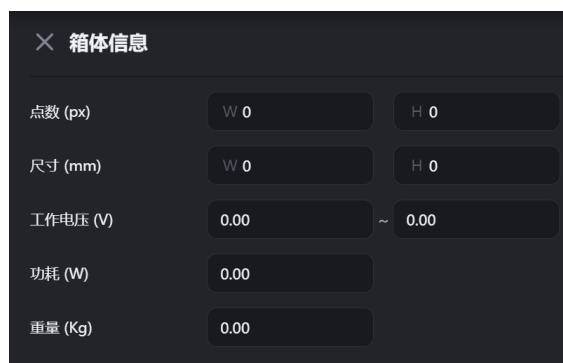 箱体信息
点数 (px) W 0 H 0
尺寸 (mm) W 0 H 0
工作电压 (V) 0.00 ~ 0.00
功耗 (W) 0.00
重量 (Kg) 0.00